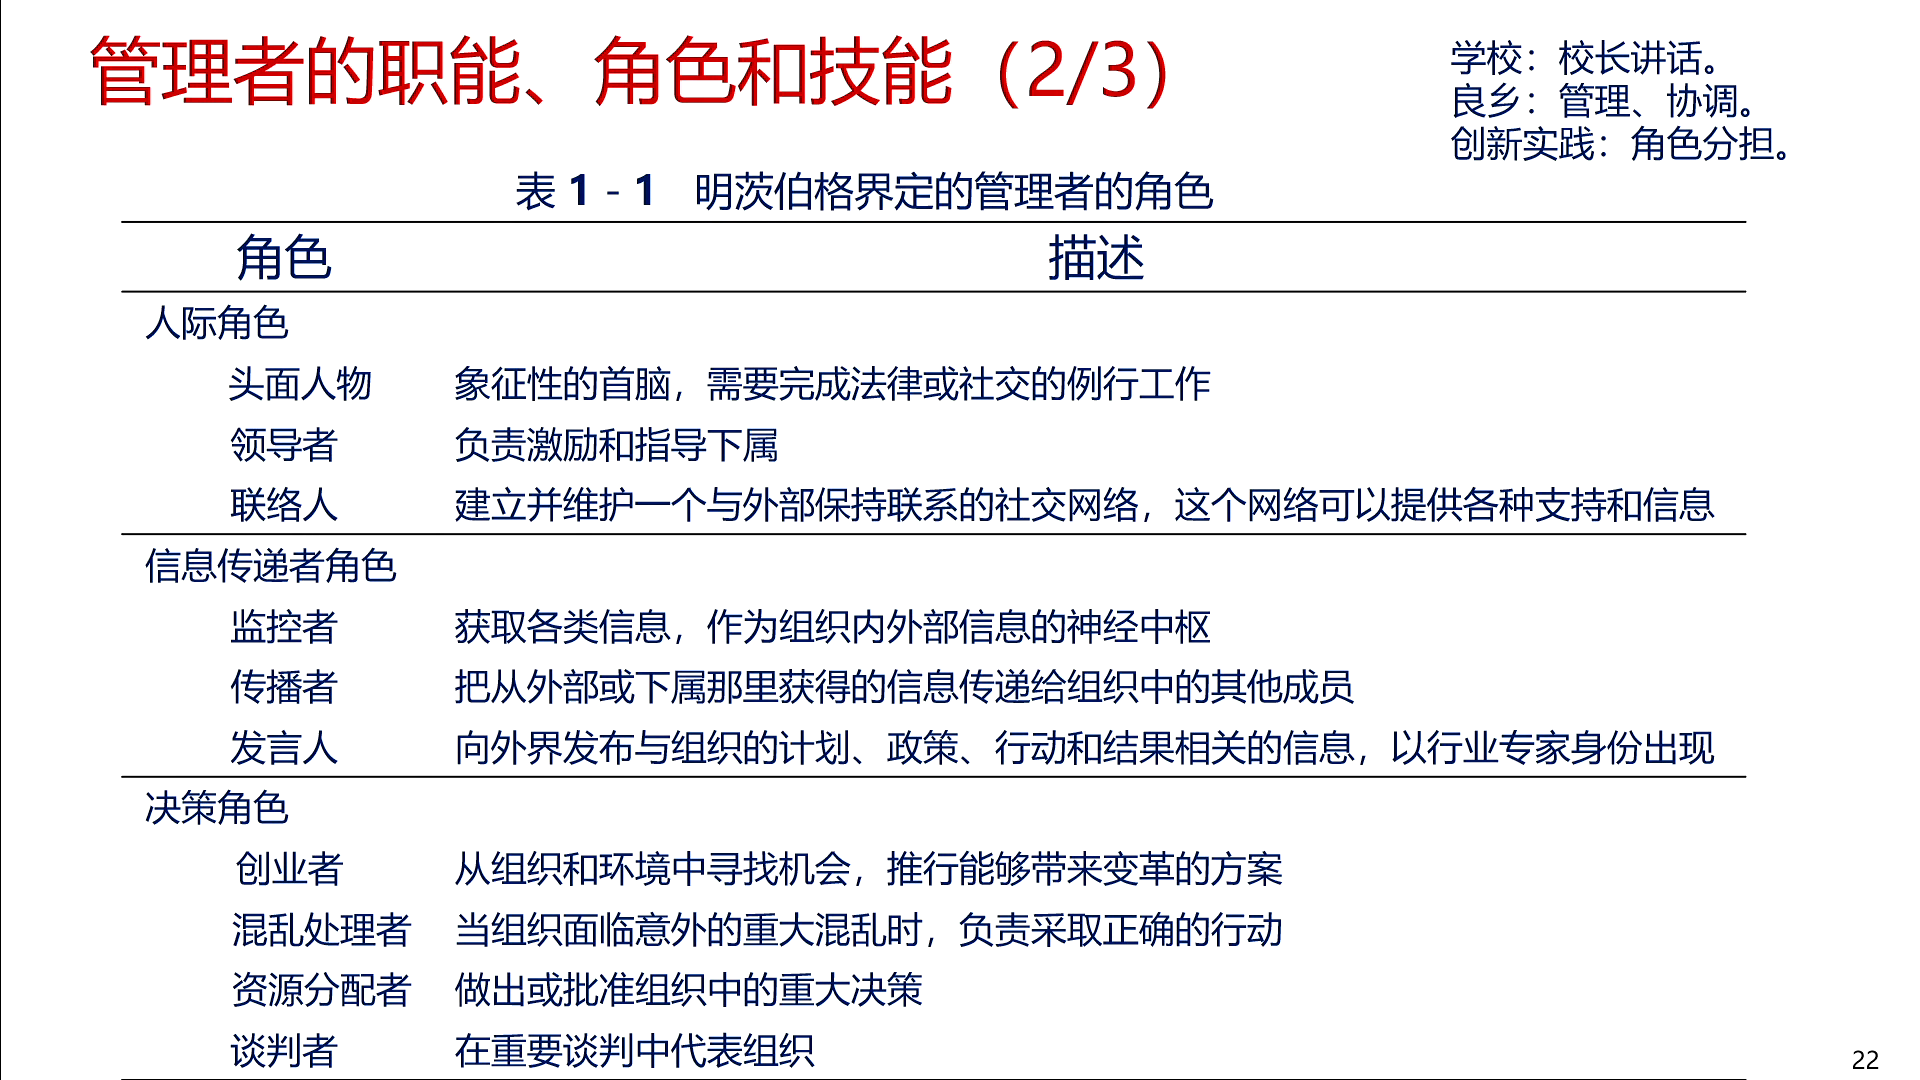 管理者的职能、角色和技能（2/3）
学校：校长讲话。
良乡：管理、协调。
创新实践：角色分担。
表 1 - 1 明茨伯格界定的管理者的角色
角色 描述
人际角色
头面人物 象征性的首脑，需要完成法律或社交的例行工作
领导者 负责激励和指导下属
联络人 建立并维护一个与外部保持联系的社交网络，这个网络可以提供各种支持和信息
信息传递者角色
监控者 获取各类信息，作为组织内外部信息的神经中枢
传播者 把从外部或下属那里获得的信息传递给组织中的其他成员
发言人 向外界发布与组织的计划、政策、行动和结果相关的信息，以行业专家身份出现
决策角色
创业者 从组织和环境中寻找机会，推行能够带来变革的方案
混乱处理者 当组织面临意外的重大混乱时，负责采取正确的行动
资源分配者 做出或批准组织中的重大决策
谈判者 在重要谈判中代表组织
22